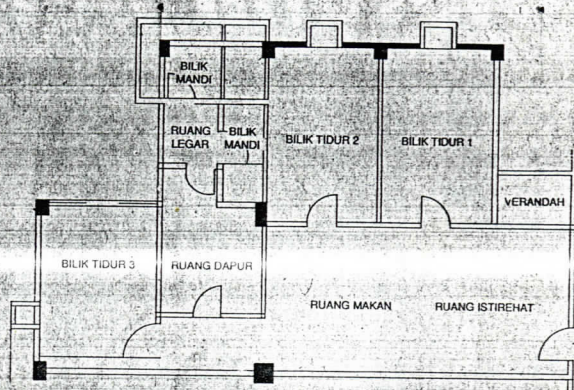 BILIK
MANDI
RUANG
LEGAR
BILIK
MANDI
BILIK TIDUR 2
BILIK TIDUR 1
VERANDAH
BILIK TIDUR 3
RUANG DAPUR
RUANG MAKAN
RUANG ISTIREHAT